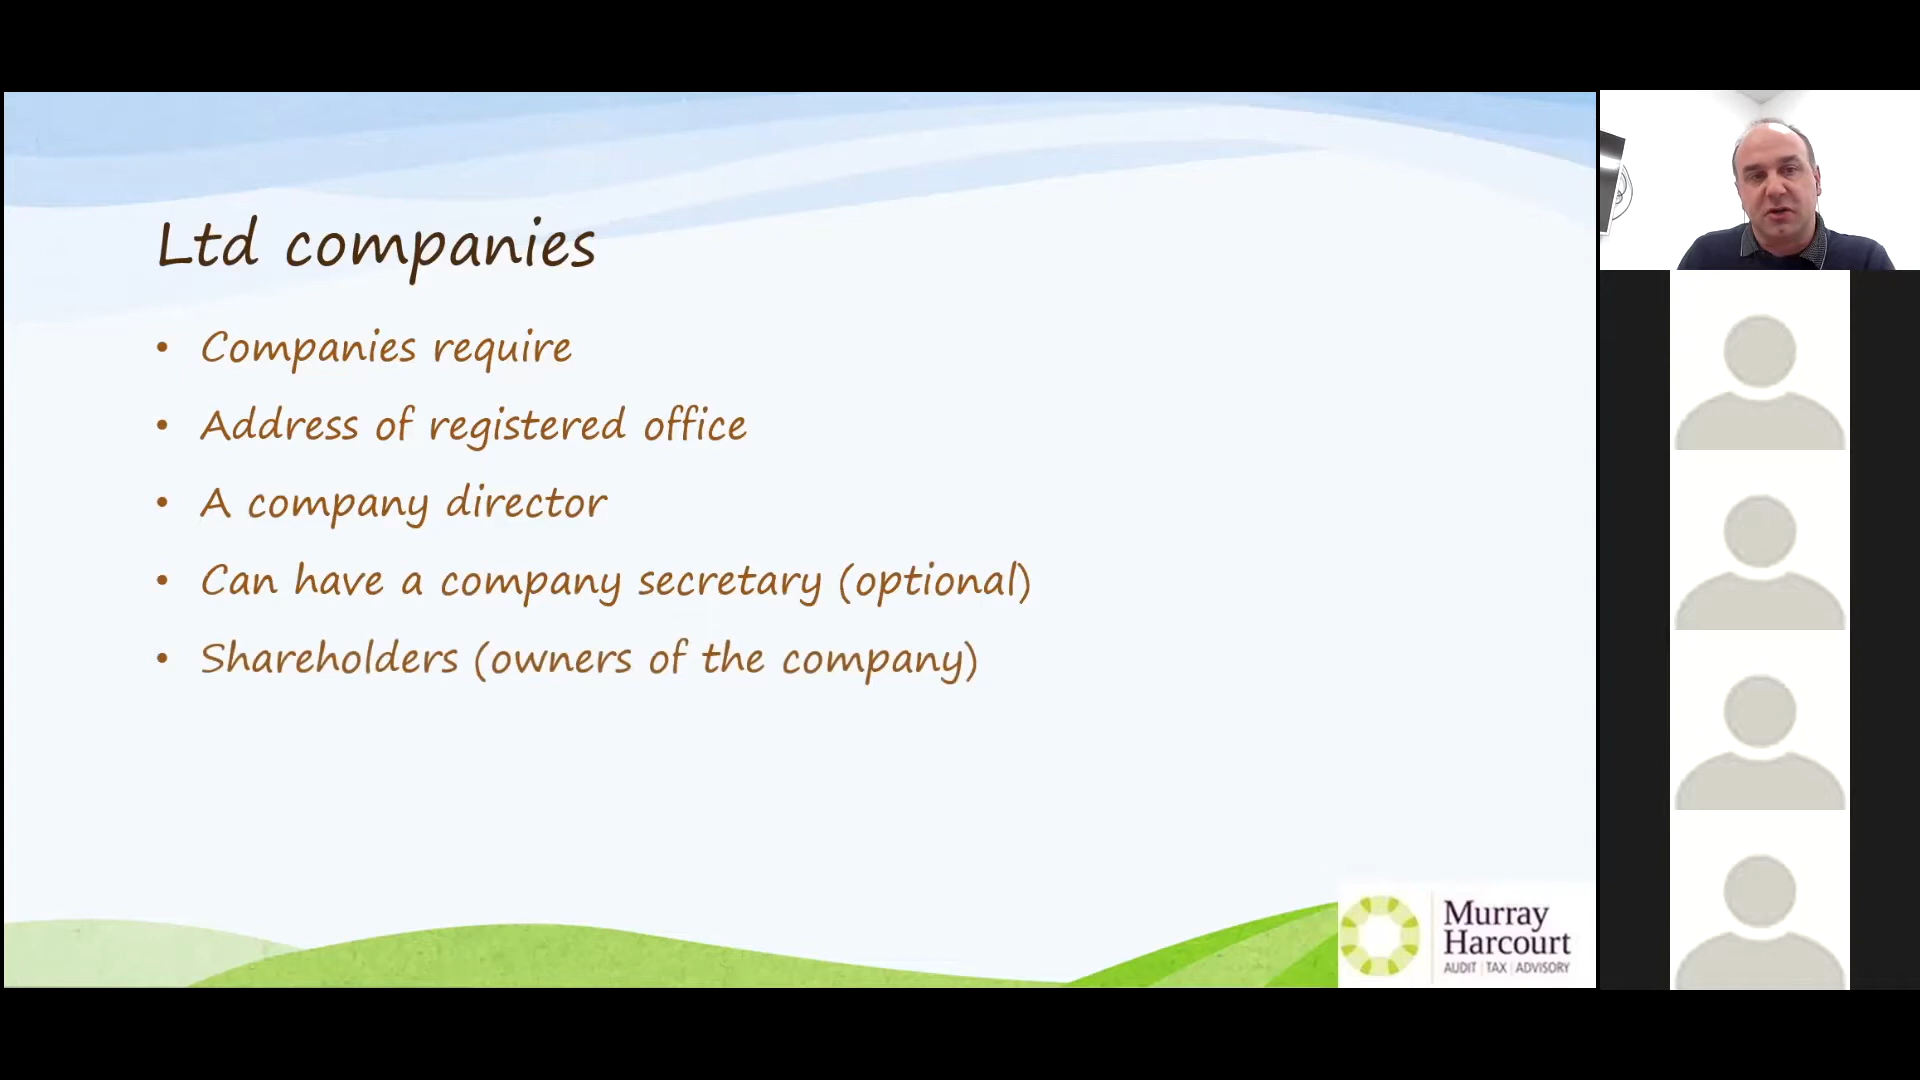 Ltd companies
• Companies require
• Address of registered office
• A company director
• Can have a company secretary (optional)
• Shareholders (owners of the company)
Murray
Harcourt
AUDIT | TAX | ADVISORY